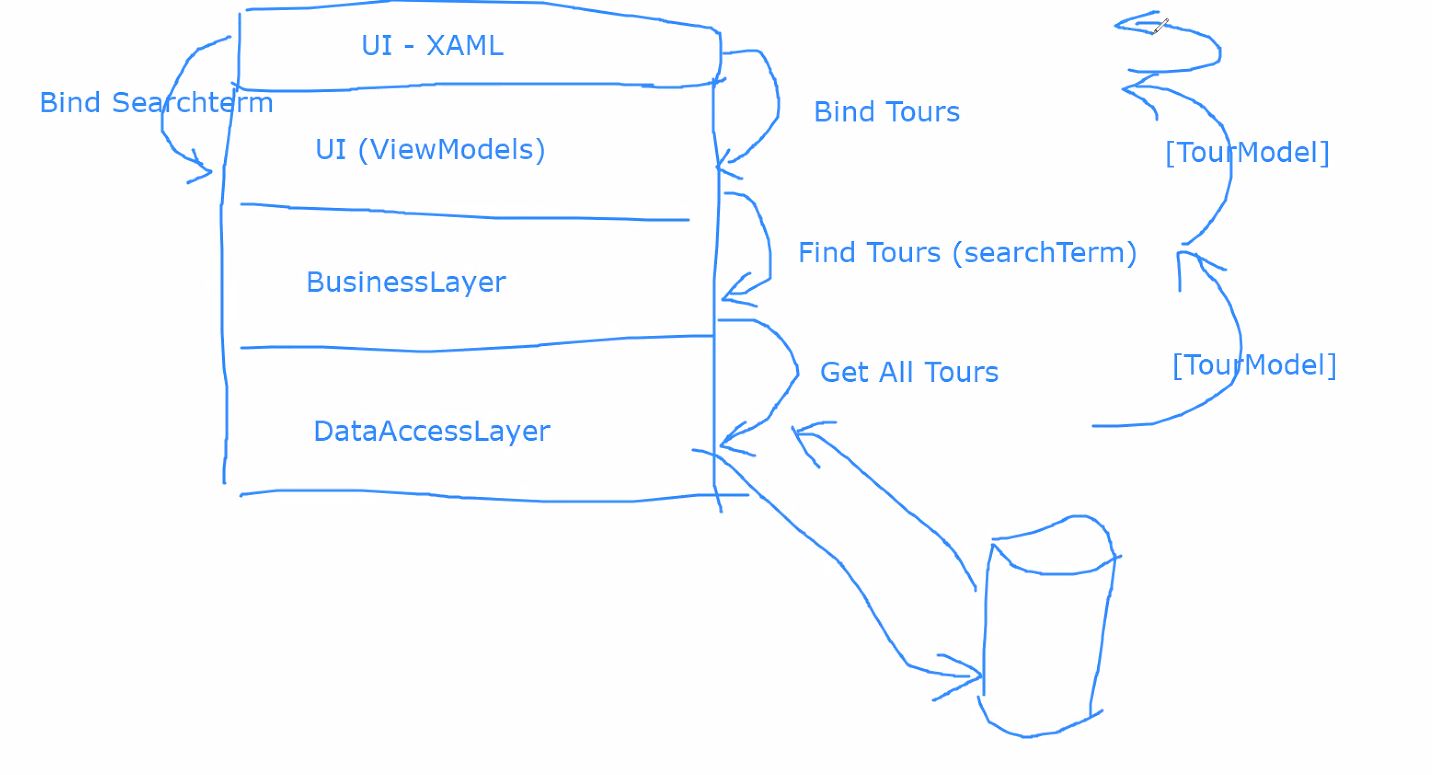 UI - XAML
Bind Searchterm
Bind Tours
UI (ViewModels)
[TourModel]
Find Tours (searchTerm)
BusinessLayer
Get All Tours
[TourModel]
DataAccessLayer